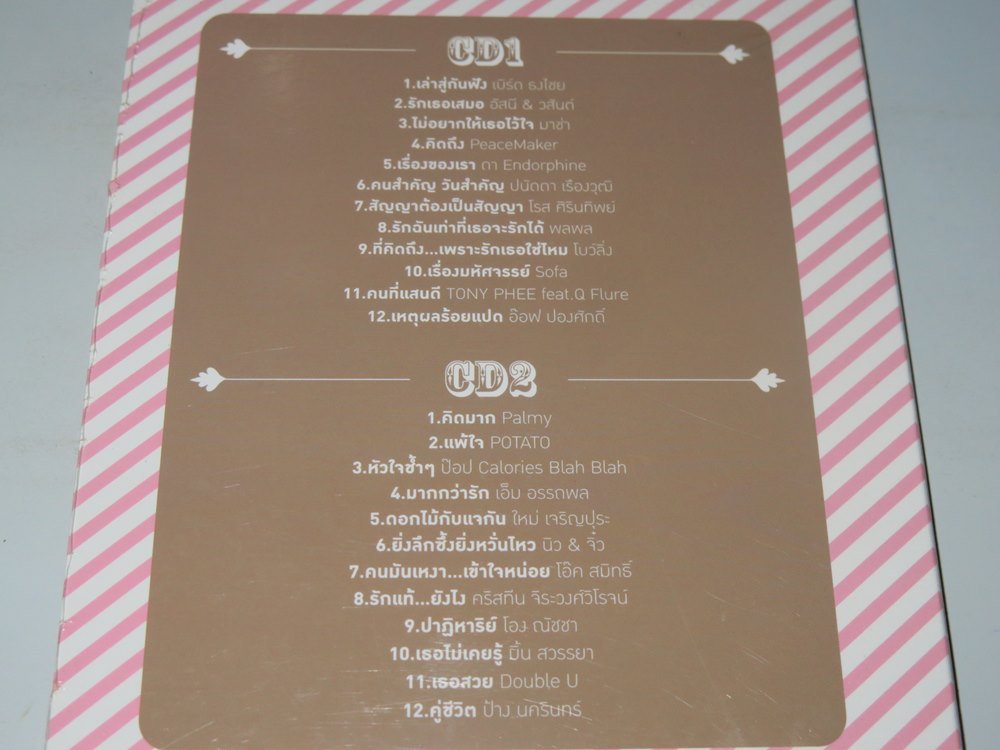 CD1
1.เล่าสู่กันฟัง เบิร์ด ธงไชย
2.รักเธอเสมอ อัสนี & วสันต์
3.ไม่อยากให้เธอไว้ใจ มาช่า
4.คิดถึง PeaceMaker
5.เรื่องของเรา ดา Endorphine
6.คนสำคัญ วันสำคัญ ปนัดดา เรืองวุฒิ
7.สัญญาต้องเป็นสัญญา โรส ศิรินทิพย์
8.รักฉันเท่าที่เธอจะรักได้ พลพล
9.ที่คิดถึง...เพราะรักเธอใช่ไหม โบว์ลิ่ง
10.เรื่องมหัศจรรย์ Sofa
11.คนที่แสนดี TONY PHEE feat.Q Flure
12.เหตุผลร้อยแปด อ๊อฟ ปองศักดิ์
CD2
1.คิดมาก Palmy
2.แพ้ใจ POTATO
3.หัวใจช้ำๆ ป๊อป Calories Blah Blah
4.มากกว่ารัก เอ็ม อรรถพล
5.ดอกไม้กับแจกัน ใหม่ เจริญปุระ
6.ยิ่งลึกซึ้งยิ่งหวั่นไหว นิว & จิ๋ว
7.คนมันเหงา...เข้าใจหน่อย โอ๊ค สมิทธิ์
8.รักแท้...ยังไง คริสทีน จิระวงศ์วิโรจน์
9.ปาฏิหาริย์ โอง ณัชชา
10.เธอไม่เคยรู้ มิ้น สวรรยา
11.เธอสวย Double U
12.คู่ชีวิต ป้าง นครินทร์